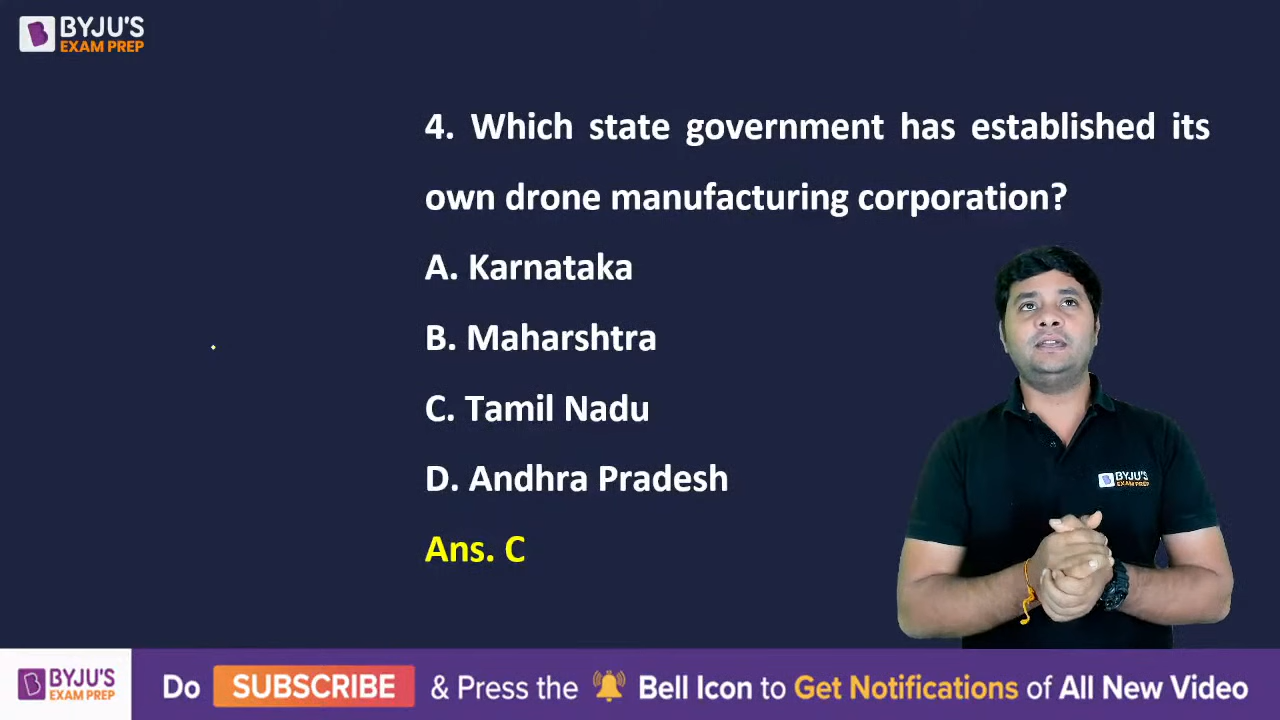 BYJU'S
EXAM PREP
4. Which state government has established its
own drone manufacturing corporation?
A. Karnataka
B. Maharshtra
C. Tamil Nadu
D. Andhra Pradesh
Ans. C
BYJU'S
EXAM PREP
BYJU'S
EXAM PREP
Do SUBSCRIBE & Press the Bell Icon to Get Notifications of All New Video